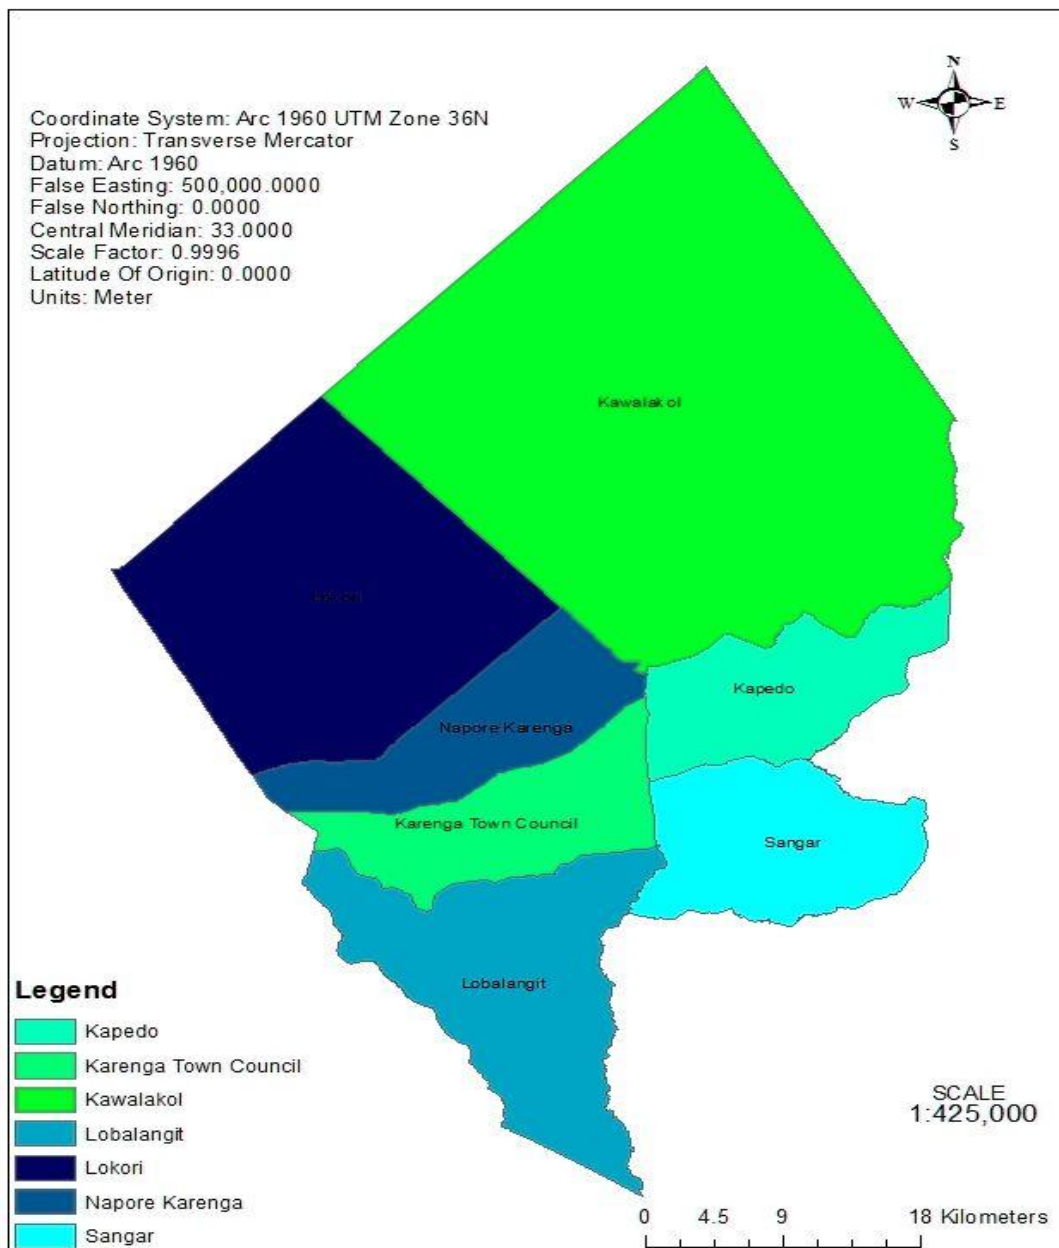 N
W E
S
Coordinate System: Arc 1960 UTM Zone 36N
Projection: Transverse Mercator
Datum: Arc 1960
False Easting: 500,000.0000
False Northing: 0.0000
Central Meridian: 33.0000
Scale Factor: 0.9996
Latitude Of Origin: 0.0000
Units: Meter
Kawalakol
Lokori
Kapedo
Napore Karenga
Karenga Town Council
Sangar
Lobalangit
Legend
Kapedo
Karenga Town Council
Kawalakol
Lobalangit
Lokori
Napore Karenga
Sangar
SCALE
1:425,000
0 4.5 9 18 Kilometers